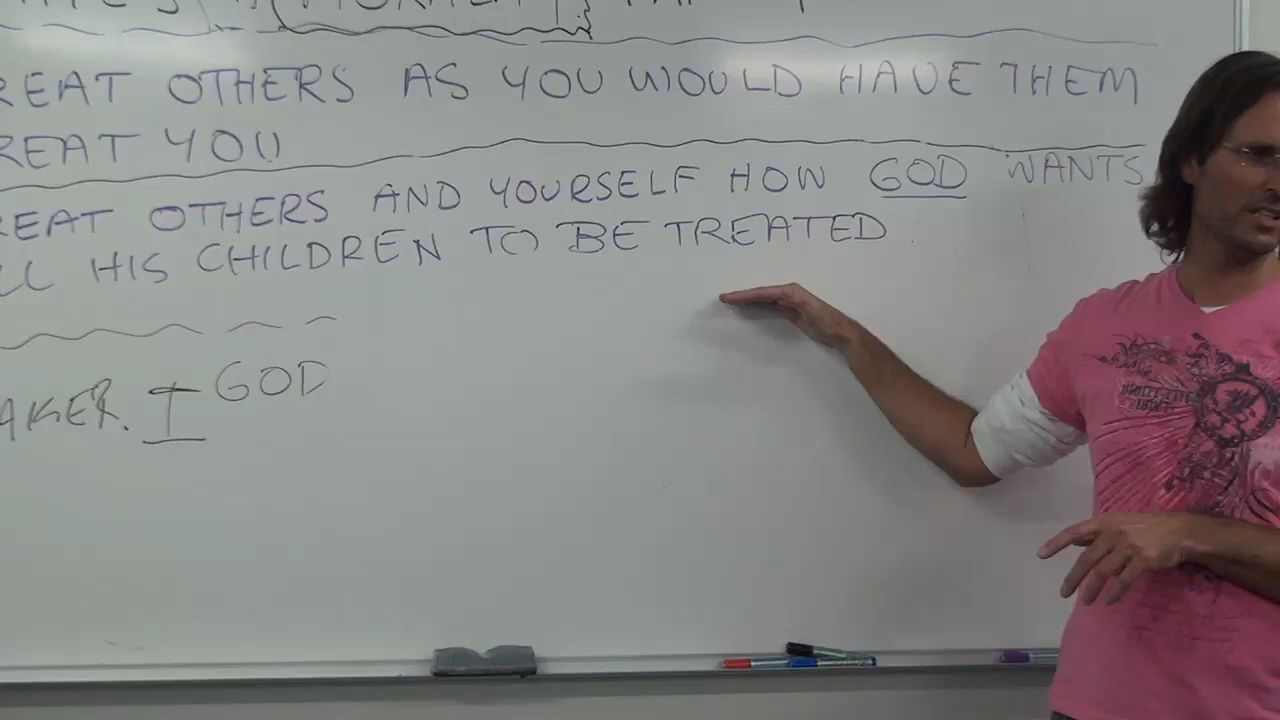 REAT OTHERS AS YOU WOULD HAVE THEM
REAT YOU
REAT OTHERS AND YOURSELF HOW GOD WANTS
LL HIS CHILDREN TO BE TREATED
AKER. I GOD